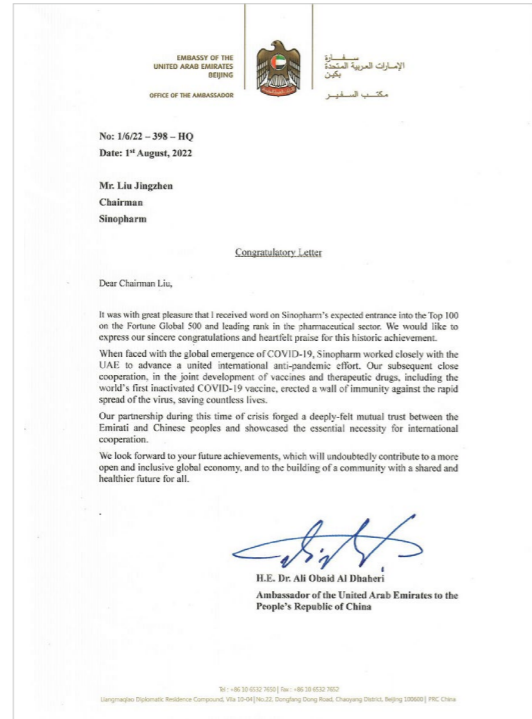 EMBASSY OF THE
UNITED ARAB EMIRATES
BEIJING
OFFICE OF THE AMBASSADOR
سفارة
الإمارات العربية المتحدة
بكين
مكتب السفير
No: 1/6/22 – 398 – HQ
Date: 1st August, 2022
Mr. Liu Jingzhen
Chairman
Sinopharm
Congratulatory Letter
Dear Chairman Liu,
It was with great pleasure that I received word on Sinopharm's expected entrance into the Top 100
on the Fortune Global 500 and leading rank in the pharmaceutical sector. We would like to
express our sincere congratulations and heartfelt praise for this historic achievement.
When faced with the global emergence of COVID-19, Sinopharm worked closely with the
UAE to advance a united international anti-pandemic effort. Our subsequent close
cooperation, in the joint development of vaccines and therapeutic drugs, including the
world's first inactivated COVID-19 vaccine, erected a wall of immunity against the rapid
spread of the virus, saving countless lives.
Our partnership during this time of crisis forged a deeply-felt mutual trust between the
Emirati and Chinese peoples and showcased the essential necessity for international
cooperation.
We look forward to your future achievements, which will undoubtedly contribute to a more
open and inclusive global economy, and to the building of a community with a shared and
healthier future for all.
H.E. Dr. Ali Obaid Al Dhaheri
Ambassador of the United Arab Emirates to the
People's Republic of China
Tel : +86 10 6532 7650 | Fax : +86 10 6532 7652
Liangmaqiao Diplomatic Residence Compound, Villa 10-04| No.22, Dongfang Dong Road, Chaoyang District, Beijing 100600 | PRC China